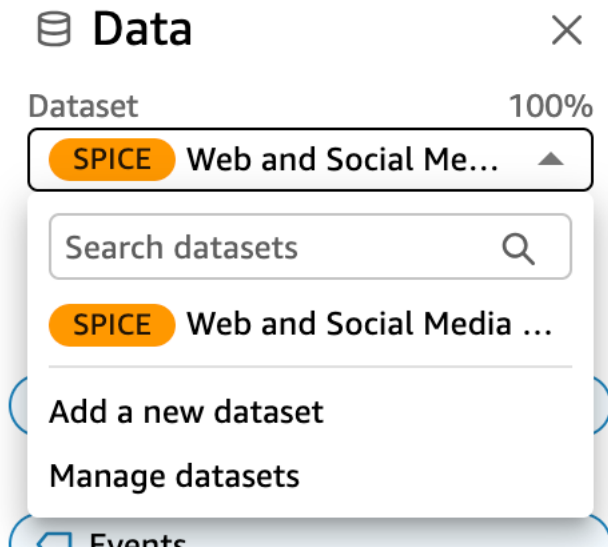 Data
Dataset 100%
SPICE Web and Social Me...
Search datasets
SPICE Web and Social Media ...
Add a new dataset
Manage datasets
Events